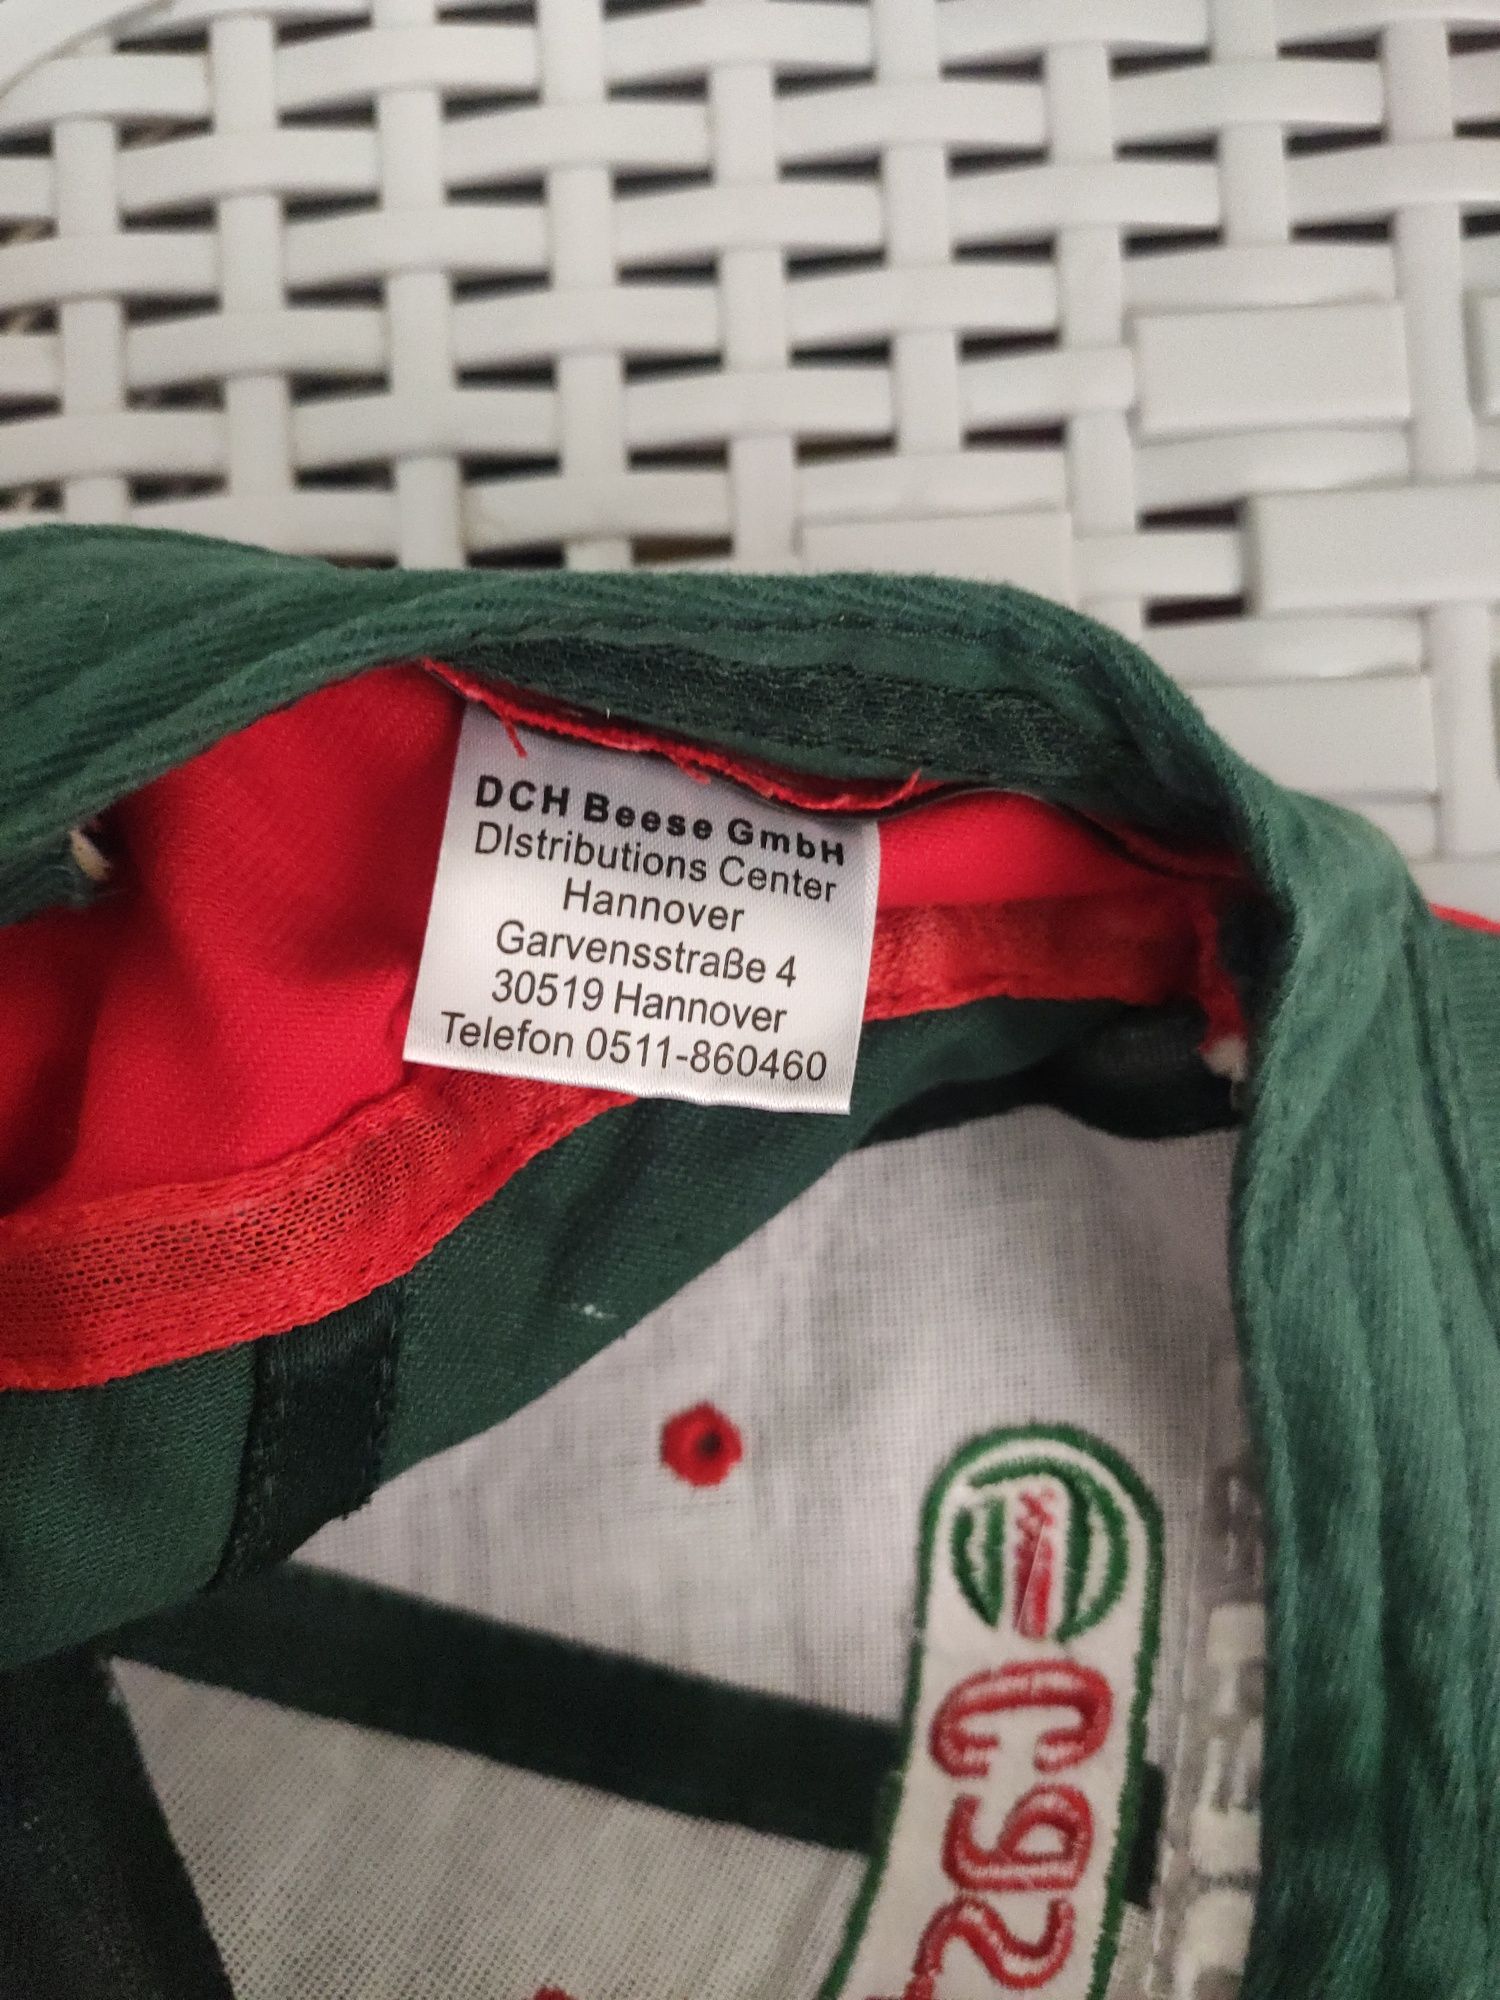 DCH Beese GmbH
DIstributions Center
Hannover
Garvensstraße 4
30519 Hannover
Telefon 0511-860460